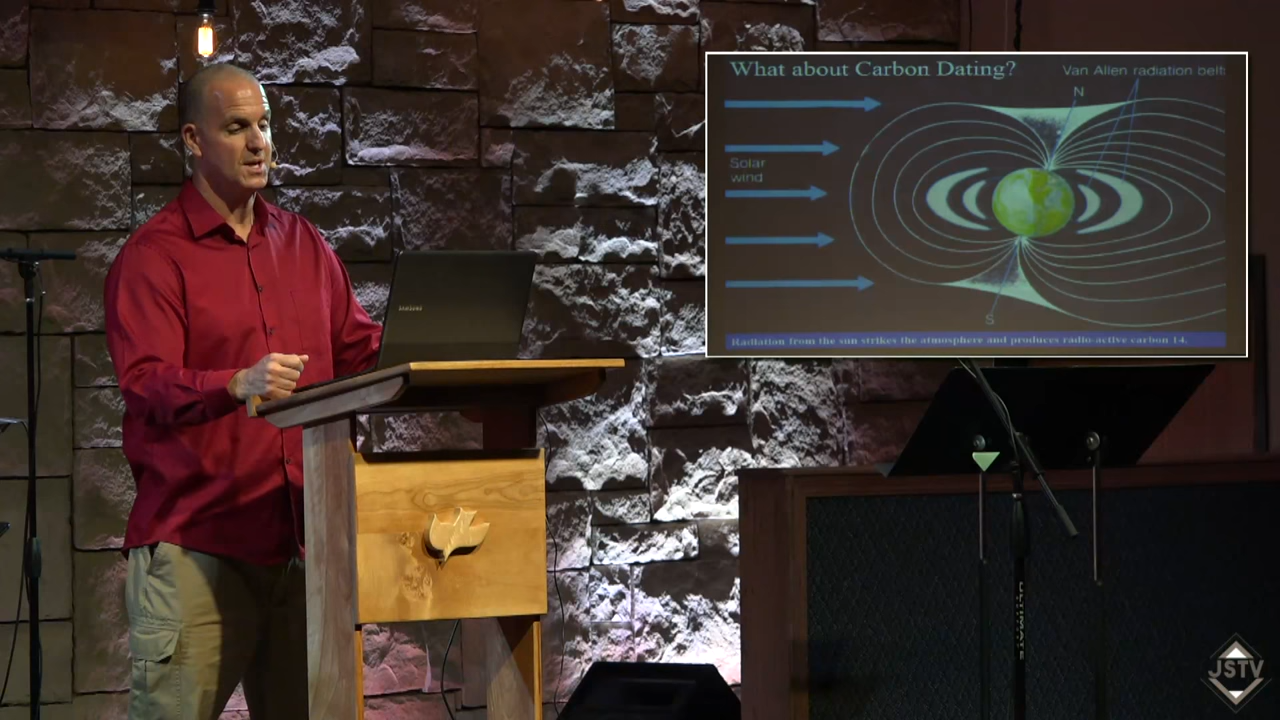 What about Carbon Dating?
Van Allen radiation belt
N
Solar
wind
S
Radiation from the sun strikes the atmosphere and produces radio-active carbon 14.
SAMSUNG
ULTIMATE
JSTV